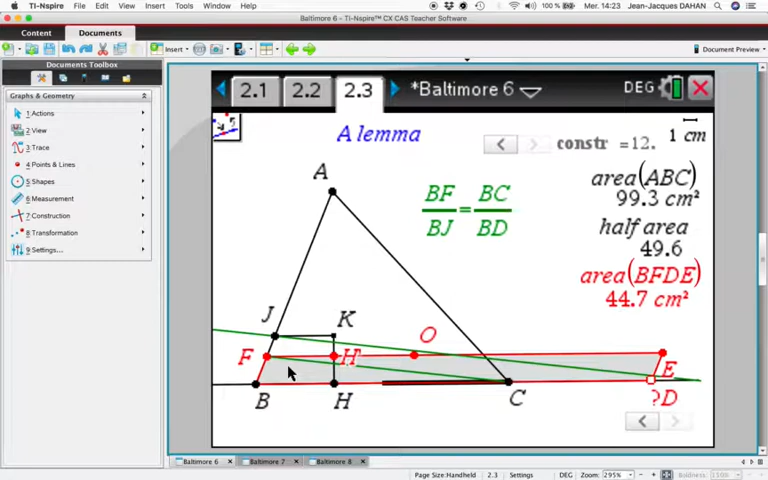 TI-Nspire File Edit View Insert Tools Window Help 100 % Mer. 14:23 Jean-Jacques DAHAN
Baltimore 6 - TI-Nspire™ CX CAS Teacher Software
Content Documents
Insert Document Preview
Documents Toolbox
Graphs & Geometry
1 Actions
2 View
3 Trace
4 Points & Lines
5 Shapes
6 Measurement
7 Construction
8 Transformation
9 Settings...
2.1 2.2 2.3 *Baltimore 6 DEG
A lemma
constr =12. 1 cm
A
BF/BJ = BC/BD
area(ABC)
99.3 cm²
half area
49.6
area(BFDE)
44.7 cm²
J K
O
F H' E
B H C ?D
Baltimore 6 Baltimore 7 Baltimore 8
Page Size:Handheld 2.3 Settings DEG Zoom: 295% Boldness: 150%